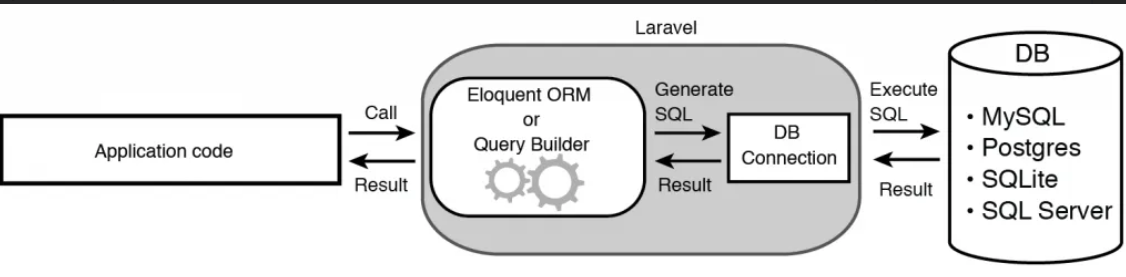 Laravel
Application code
Call
Result
Eloquent ORM
or
Query Builder
Generate
SQL
Result
DB
Connection
Execute
SQL
Result
DB
• MySQL
• Postgres
• SQLite
• SQL Server